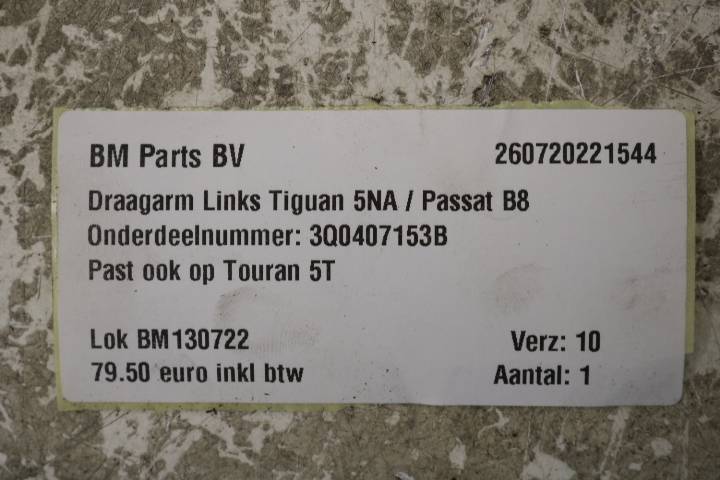 BM Parts BV 260720221544
Draagarm Links Tiguan 5NA / Passat B8
Onderdeelnummer: 3Q0407153B
Past ook op Touran 5T
Lok BM130722 Verz: 10
79.50 euro inkl btw Aantal: 1